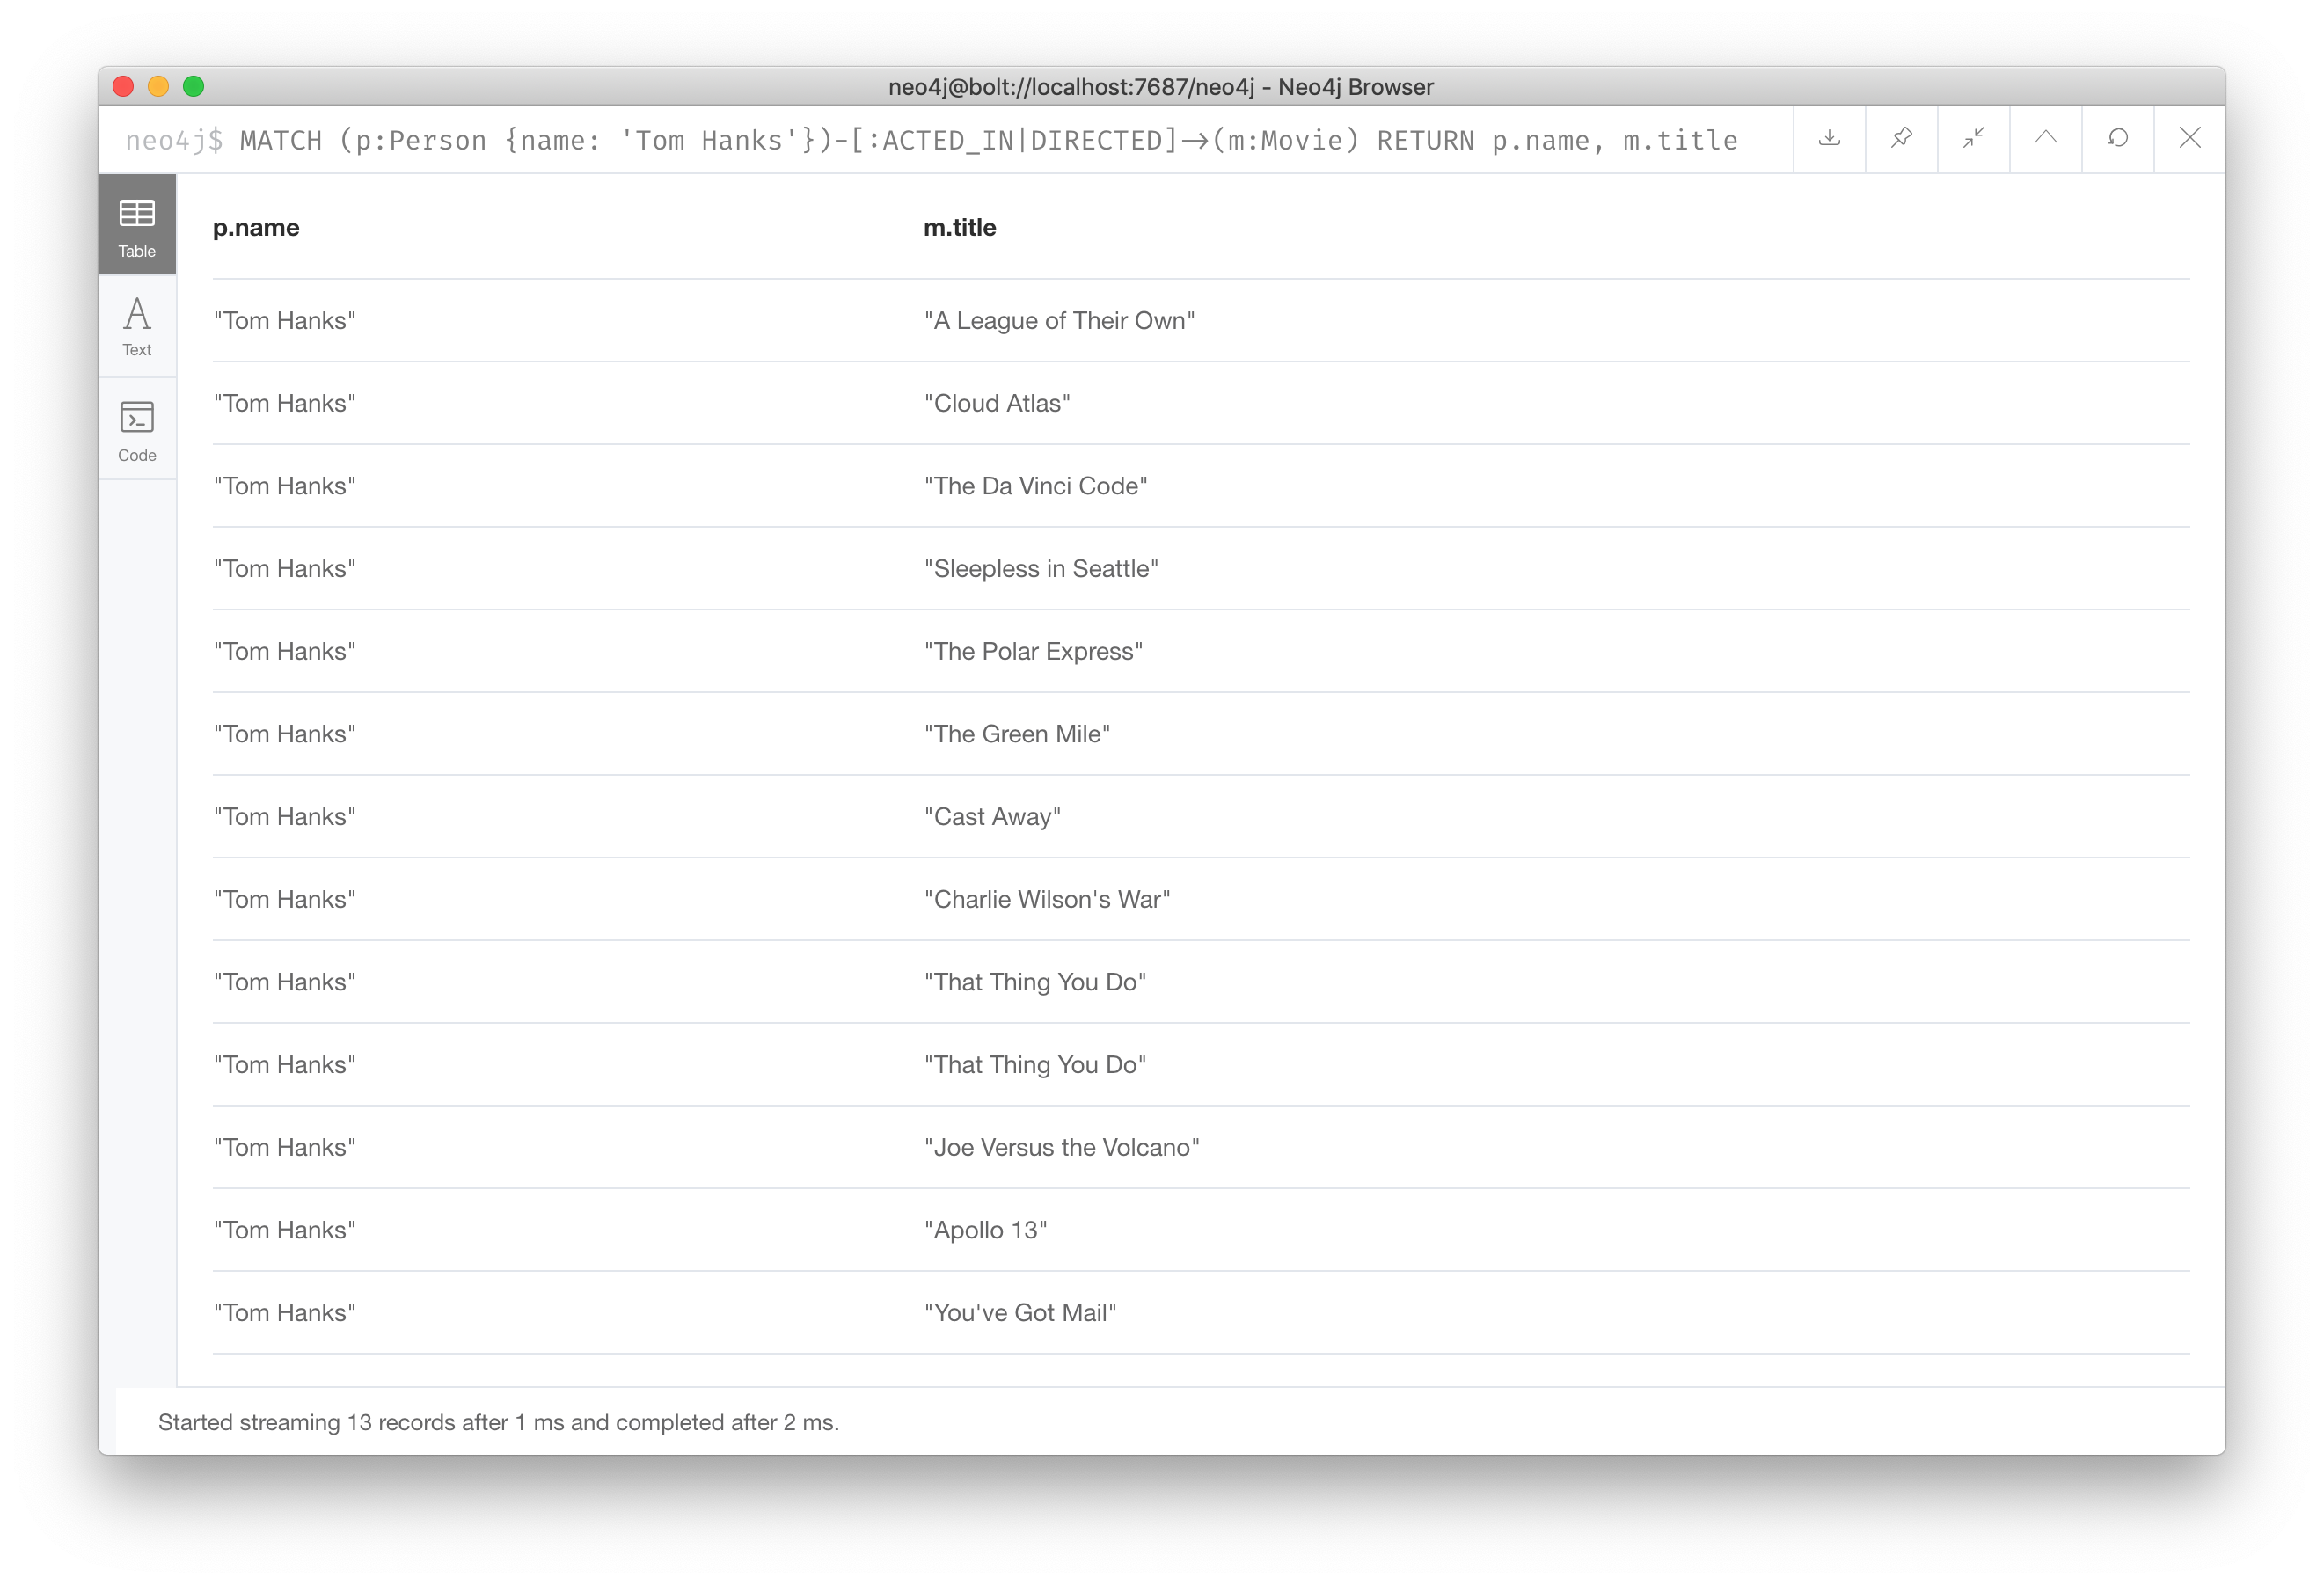 neo4j@bolt://localhost:7687/neo4j - Neo4j Browser
neo4j$ MATCH (p:Person {name: 'Tom Hanks'})-[:ACTED_IN|DIRECTED]->(m:Movie) RETURN p.name, m.title
Table
Text
Code
p.name m.title
"Tom Hanks" "A League of Their Own"
"Tom Hanks" "Cloud Atlas"
"Tom Hanks" "The Da Vinci Code"
"Tom Hanks" "Sleepless in Seattle"
"Tom Hanks" "The Polar Express"
"Tom Hanks" "The Green Mile"
"Tom Hanks" "Cast Away"
"Tom Hanks" "Charlie Wilson's War"
"Tom Hanks" "That Thing You Do"
"Tom Hanks" "That Thing You Do"
"Tom Hanks" "Joe Versus the Volcano"
"Tom Hanks" "Apollo 13"
"Tom Hanks" "You've Got Mail"
Started streaming 13 records after 1 ms and completed after 2 ms.